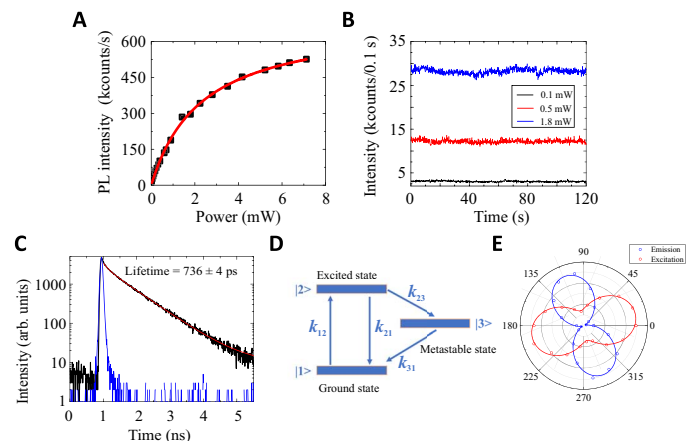 A
PL intensity (kcounts/s)
600
450
300
150
0
0
2
4
6
8
Power (mW)
B
Intensity (kcounts/0.1 s)
35
25
15
5
0
40
80
120
0.1 mW
0.5 mW
1.8 mW
Time (s)
C
Intensity (arb. units)
1000
100
10
1
0
1
2
3
4
5
Lifetime = 736 ± 4 ps
Time (ns)
D
Excited state
|2>
k23
k12
k21
|3>
Metastable state
k31
|1>
Ground state
E
Emission
Excitation
90
135
45
180
0
225
315
270